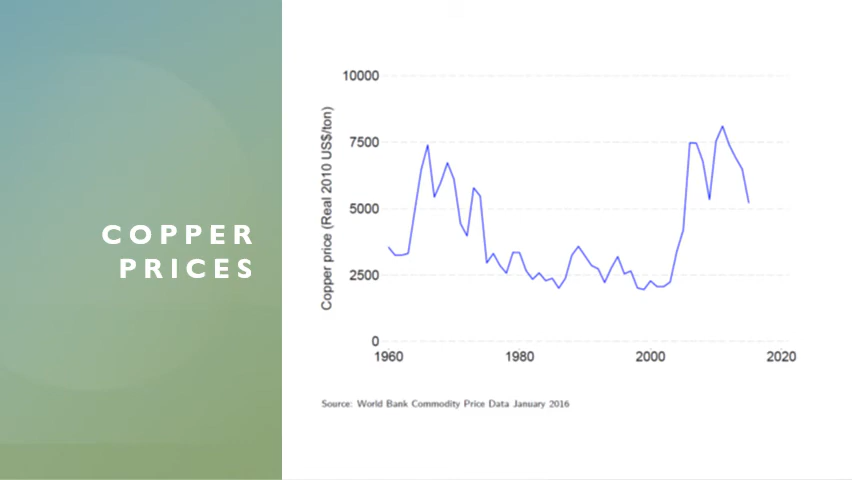 COPPER
PRICES
Copper price (Real 2010 US$/ton)
10000
7500
5000
2500
0
1960 1980 2000 2020
Source: World Bank Commodity Price Data January 2016